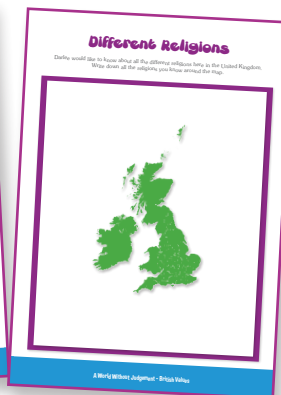 Different Religions
Darien would like to know about all the different religions here in the United Kingdom.
Write down all the religions you know around the map.
A World Without Judgement - British Values